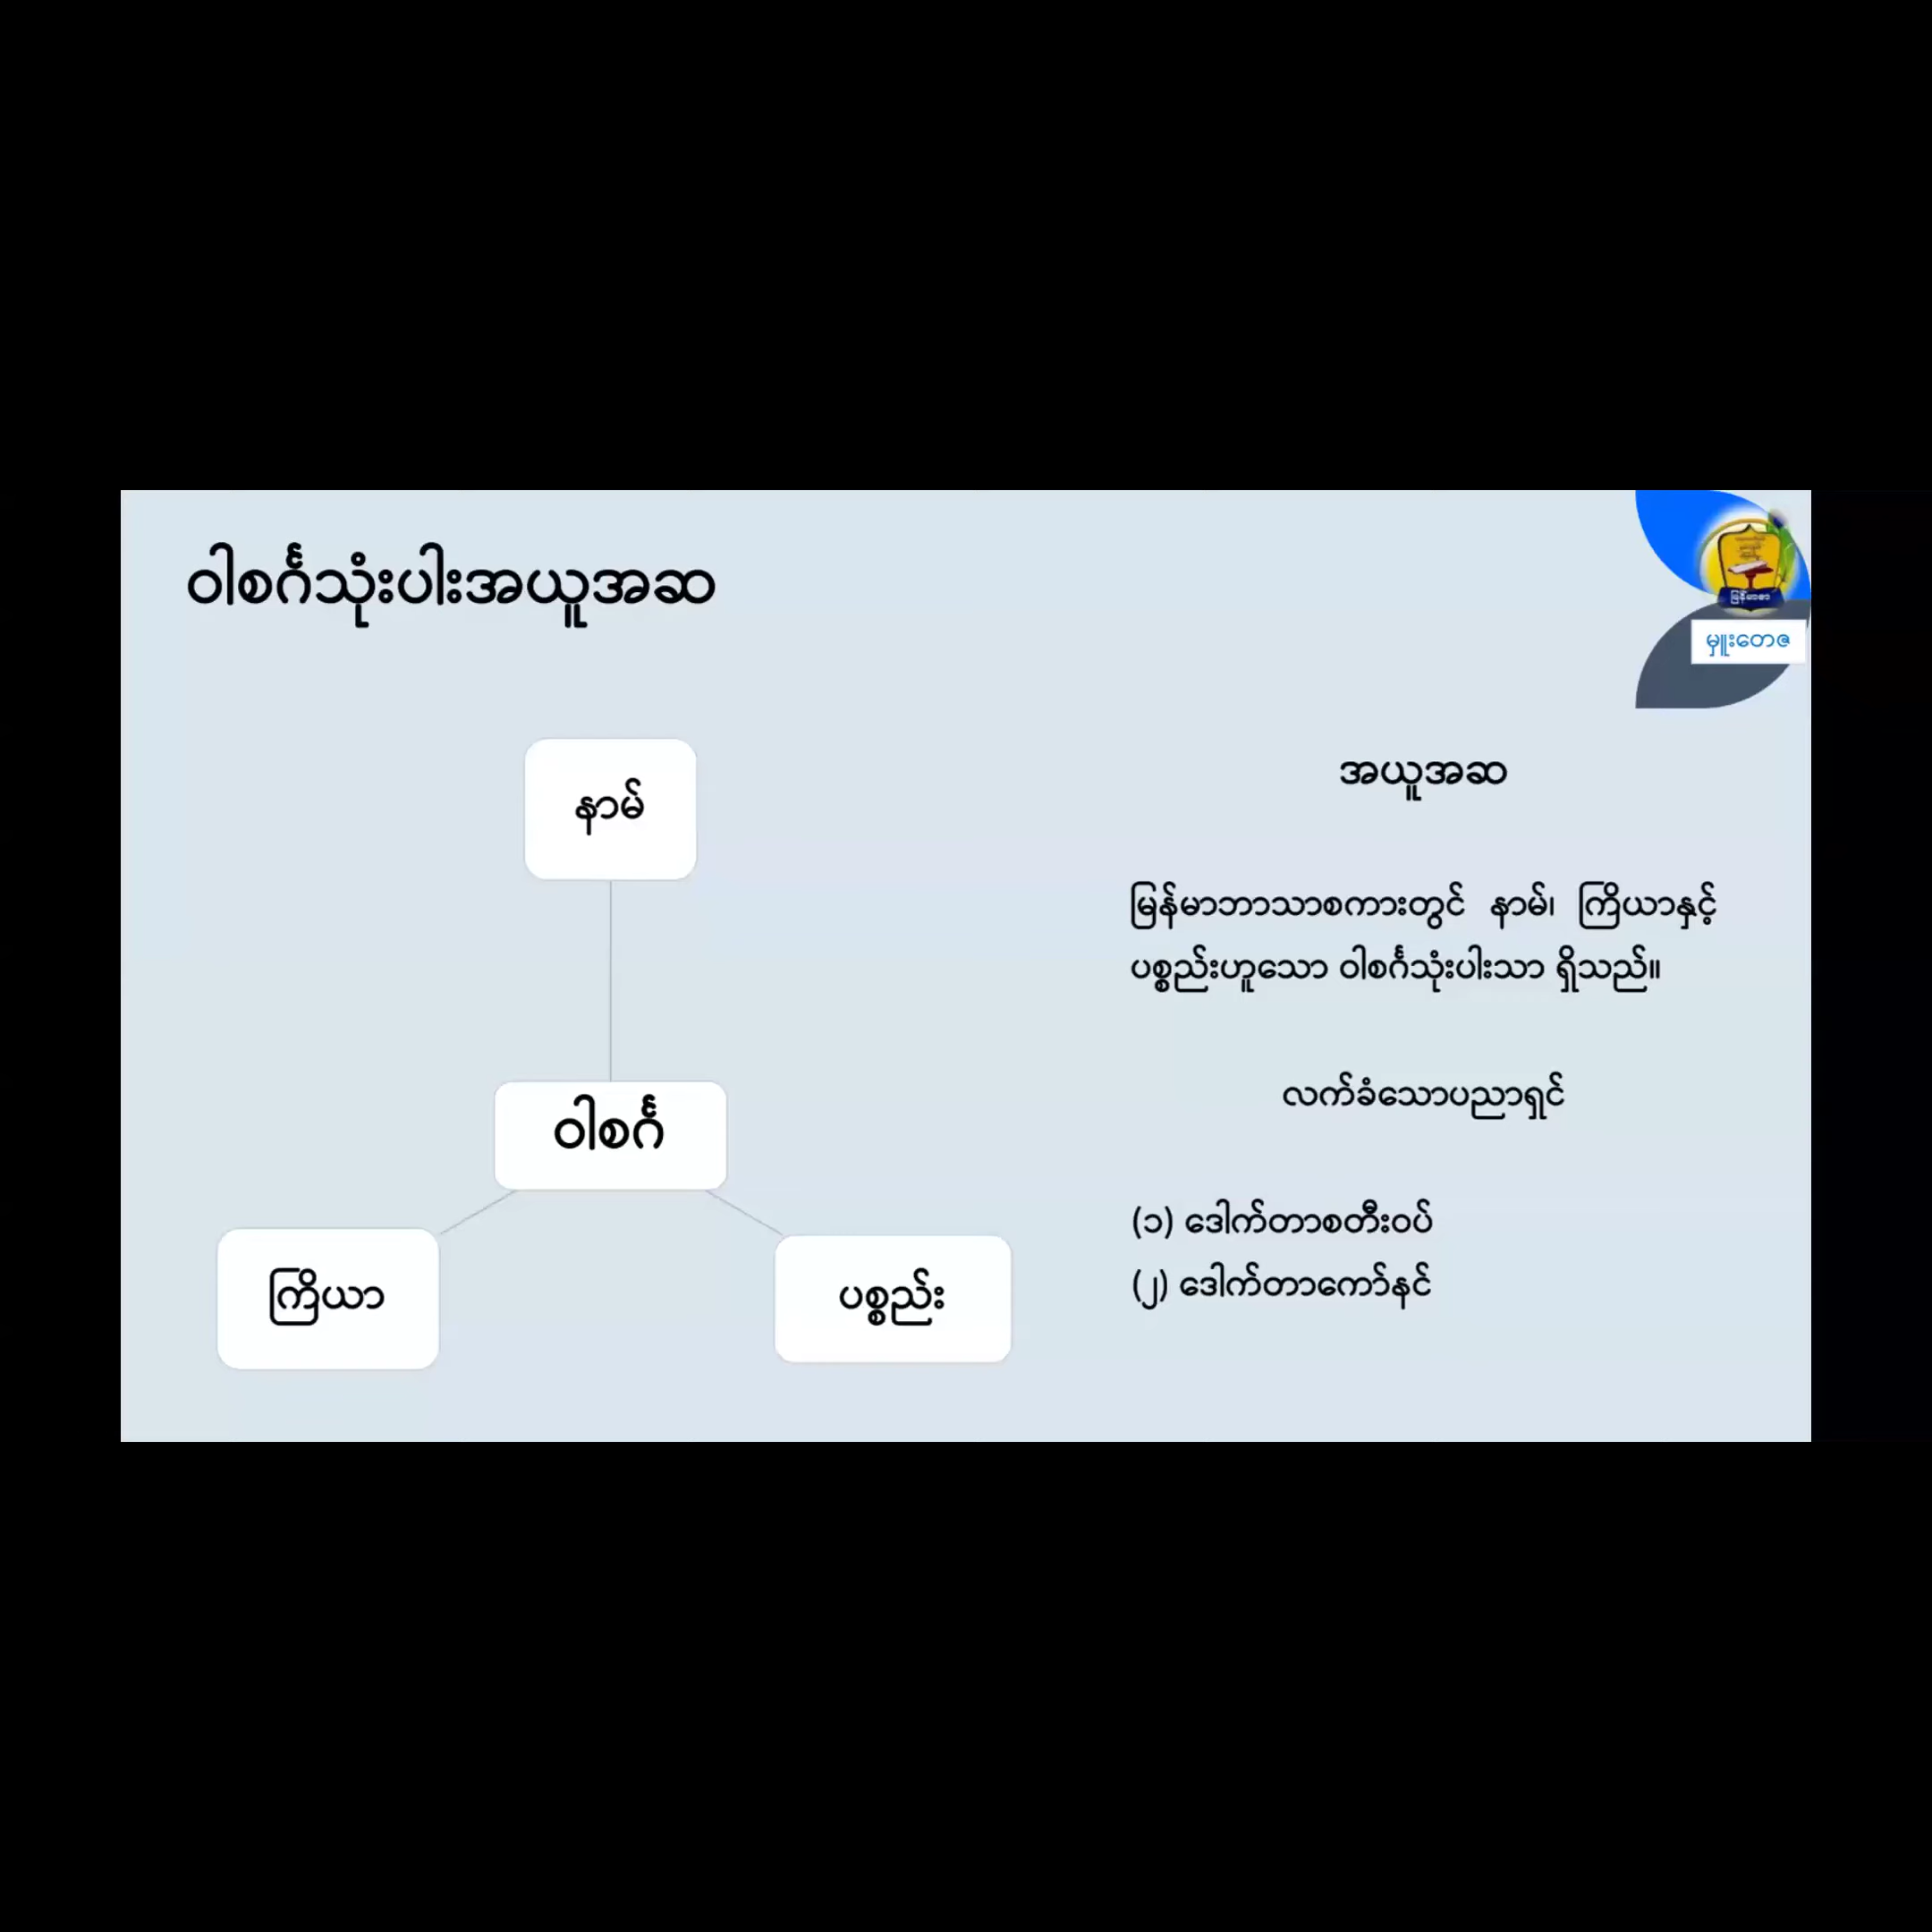 ဝါစင်္ဂသုံးပါးအယူအဆ
မြန်မာစာ
မှူးတေဇ
နာမ်
ဝါစင်္ဂ
ကြိယာ
ပစ္စည်း
အယူအဆ
မြန်မာဘာသာစကားတွင် နာမ်၊ ကြိယာနှင့်
ပစ္စည်းဟူသော ဝါစင်္ဂသုံးပါးသာ ရှိသည်။
လက်ခံသောပညာရှင်
(၁) ဒေါက်တာစတီးဝပ်
(၂) ဒေါက်တာကော်နင်